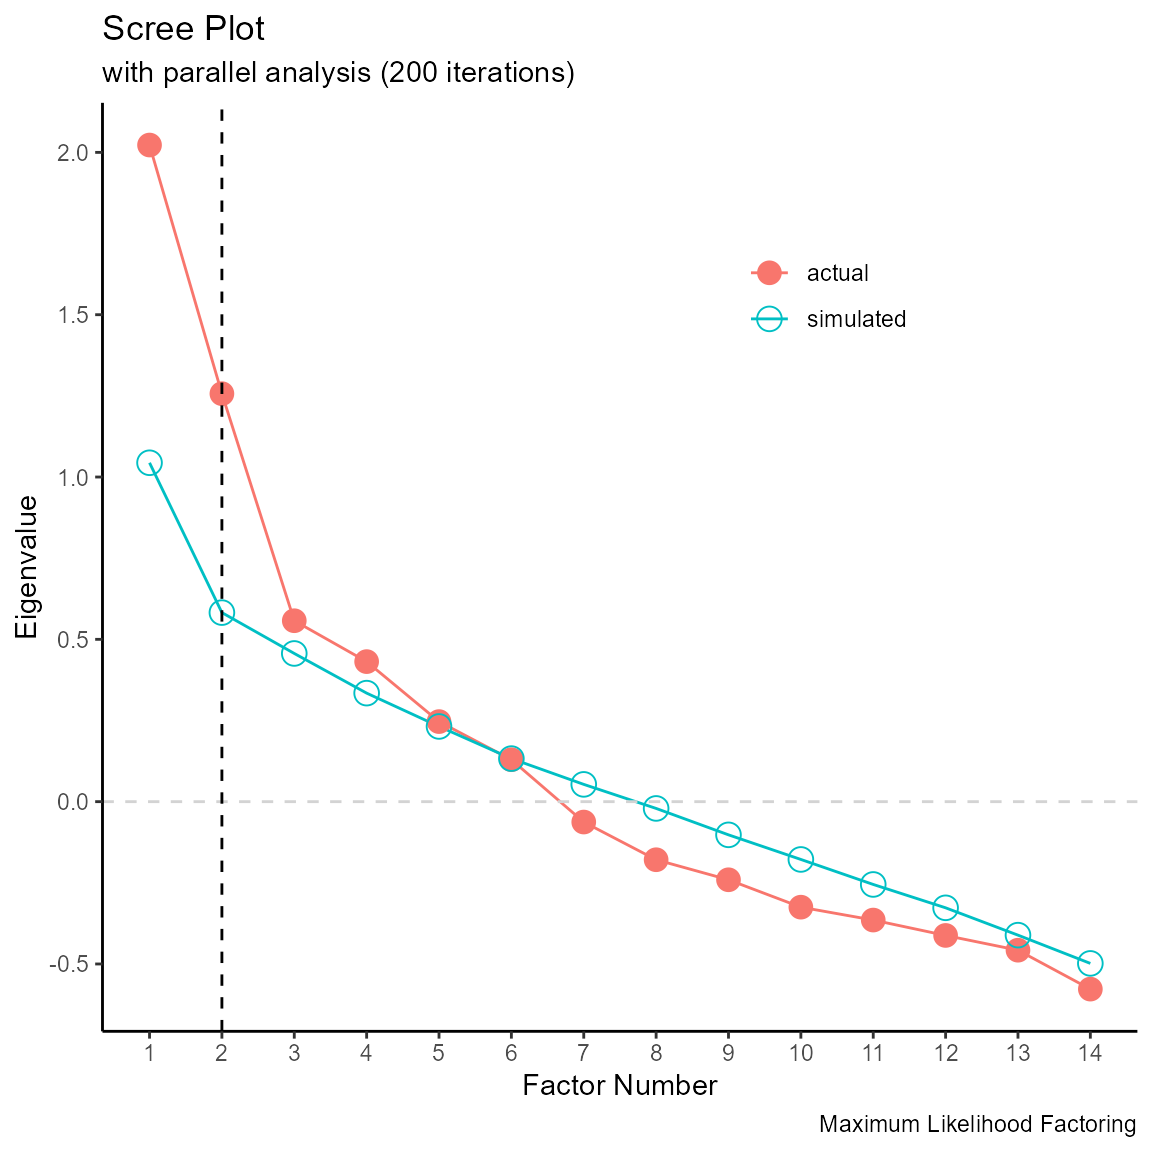 Scree Plot
with parallel analysis (200 iterations)
2.0
1.5
1.0
0.5
0.0
-0.5
Eigenvalue
actual
simulated
1 2 3 4 5 6 7 8 9 10 11 12 13 14
Factor Number
Maximum Likelihood Factoring